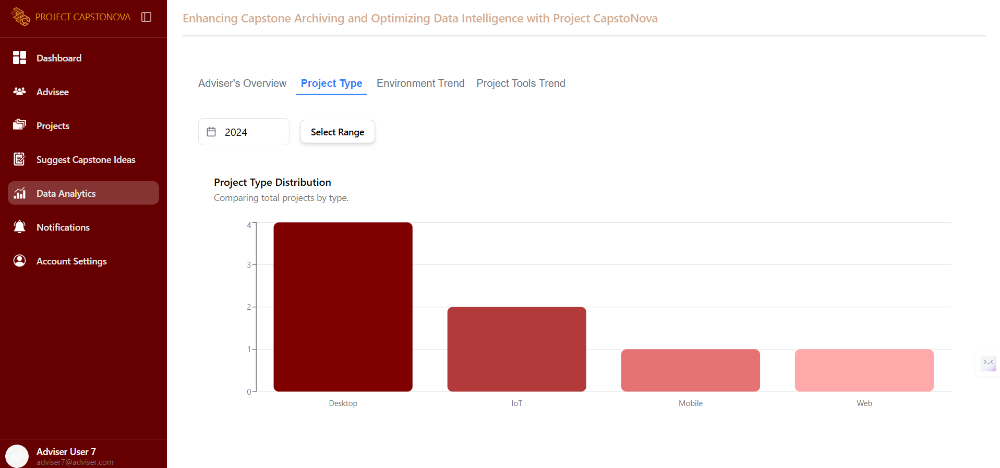 PROJECT CAPSTONOVA
Dashboard
Advisee
Projects
Suggest Capstone Ideas
Data Analytics
Notifications
Account Settings
A7
Adviser User 7
adviser7@adviser.com
Enhancing Capstone Archiving and Optimizing Data Intelligence with Project CapstoNova
Adviser's Overview Project Type Environment Trend Project Tools Trend
2024 Select Range
Project Type Distribution
Comparing total projects by type.
4
3
2
1
0
Desktop IoT Mobile Web